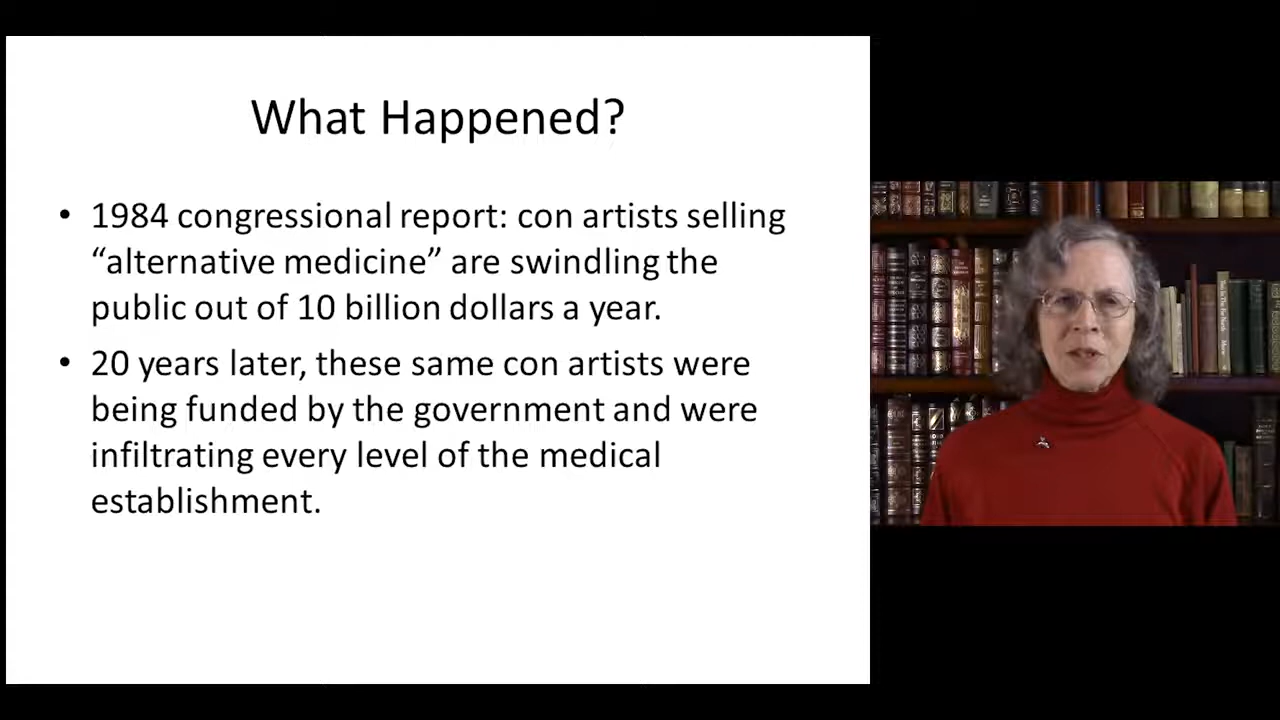 What Happened?
• 1984 congressional report: con artists selling
“alternative medicine” are swindling the
public out of 10 billion dollars a year.
• 20 years later, these same con artists were
being funded by the government and were
infiltrating every level of the medical
establishment.